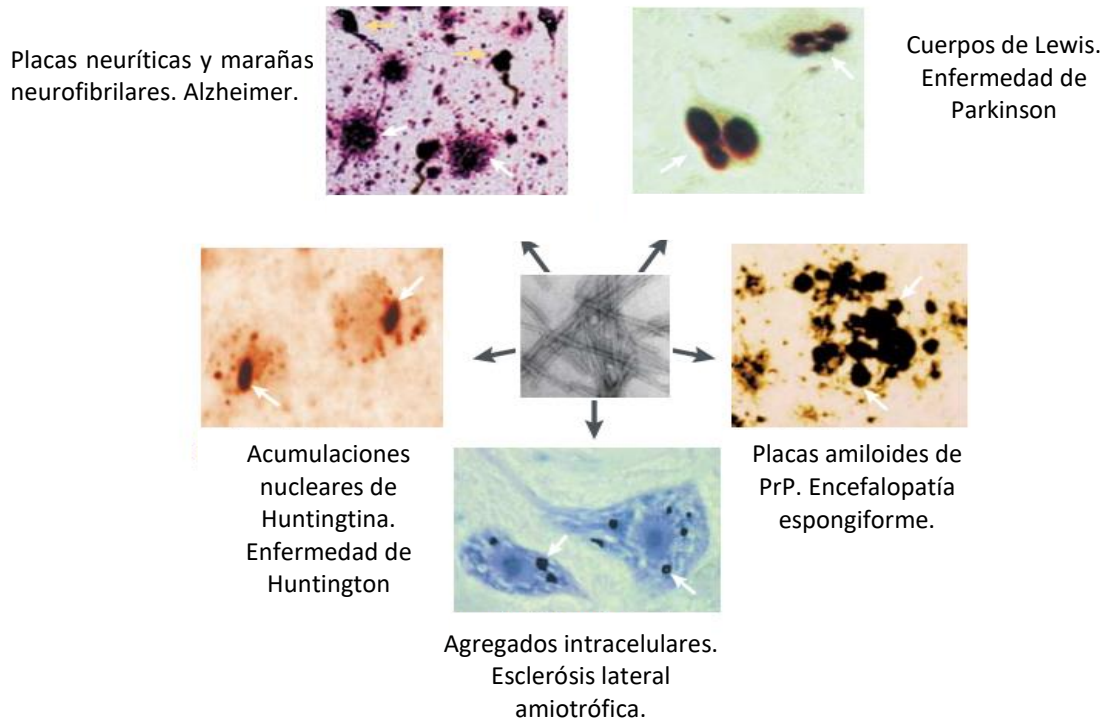 Placas neuríticas y marañas
neurofibrilares. Alzheimer.
Cuerpos de Lewis.
Enfermedad de
Parkinson
Acumulaciones
nucleares de
Huntingtina.
Enfermedad de
Huntington
Placas amiloides de
PrP. Encefalopatía
espongiforme.
Agregados intracelulares.
Esclerósis lateral
amiotrófica.